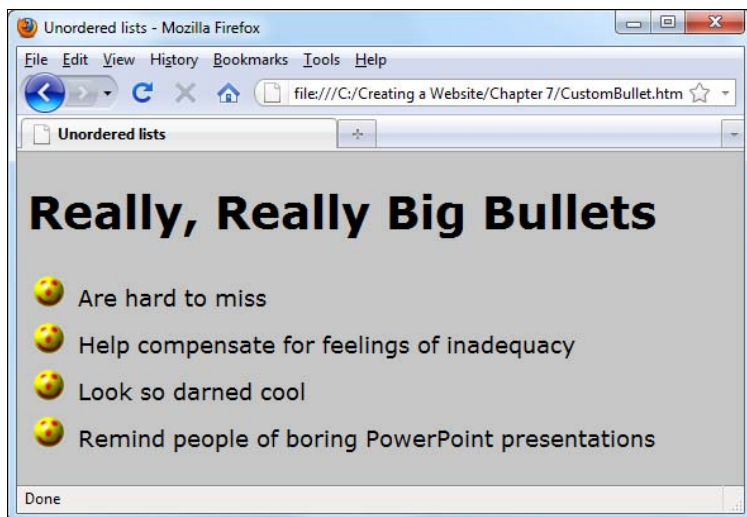 Unordered lists - Mozilla Firefox
File Edit View History Bookmarks Tools Help
file:///C:/Creating a Website/Chapter 7/CustomBullet.htm
Unordered lists
Really, Really Big Bullets
Are hard to miss
Help compensate for feelings of inadequacy
Look so darned cool
Remind people of boring PowerPoint presentations
Done